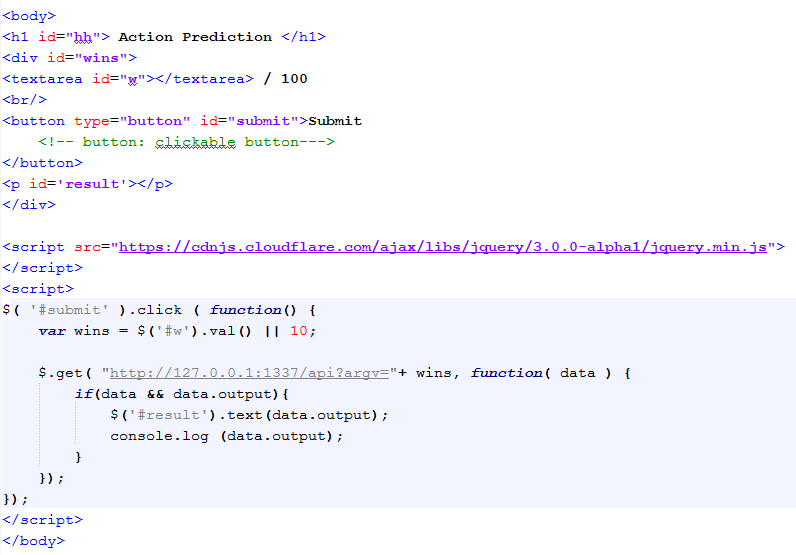 <body>
<h1 id="hh"> Action Prediction </h1>
<div id="wins">
<textarea id="w"></textarea> / 100
<br/>
<button type="button" id="submit">Submit
    <!-- button: clickable button--->
</button>
<p id='result'></p>
</div>

<script src="https://cdnjs.cloudflare.com/ajax/libs/jquery/3.0.0-alpha1/jquery.min.js">
</script>
<script>
$( '#submit' ).click ( function() {
    var wins = $('#w').val() || 10;

    $.get( "http://127.0.0.1:1337/api?argv="+ wins, function( data ) {
        if(data && data.output){
            $('#result').text(data.output);
            console.log (data.output);
        }
    });
});
</script>
</body>